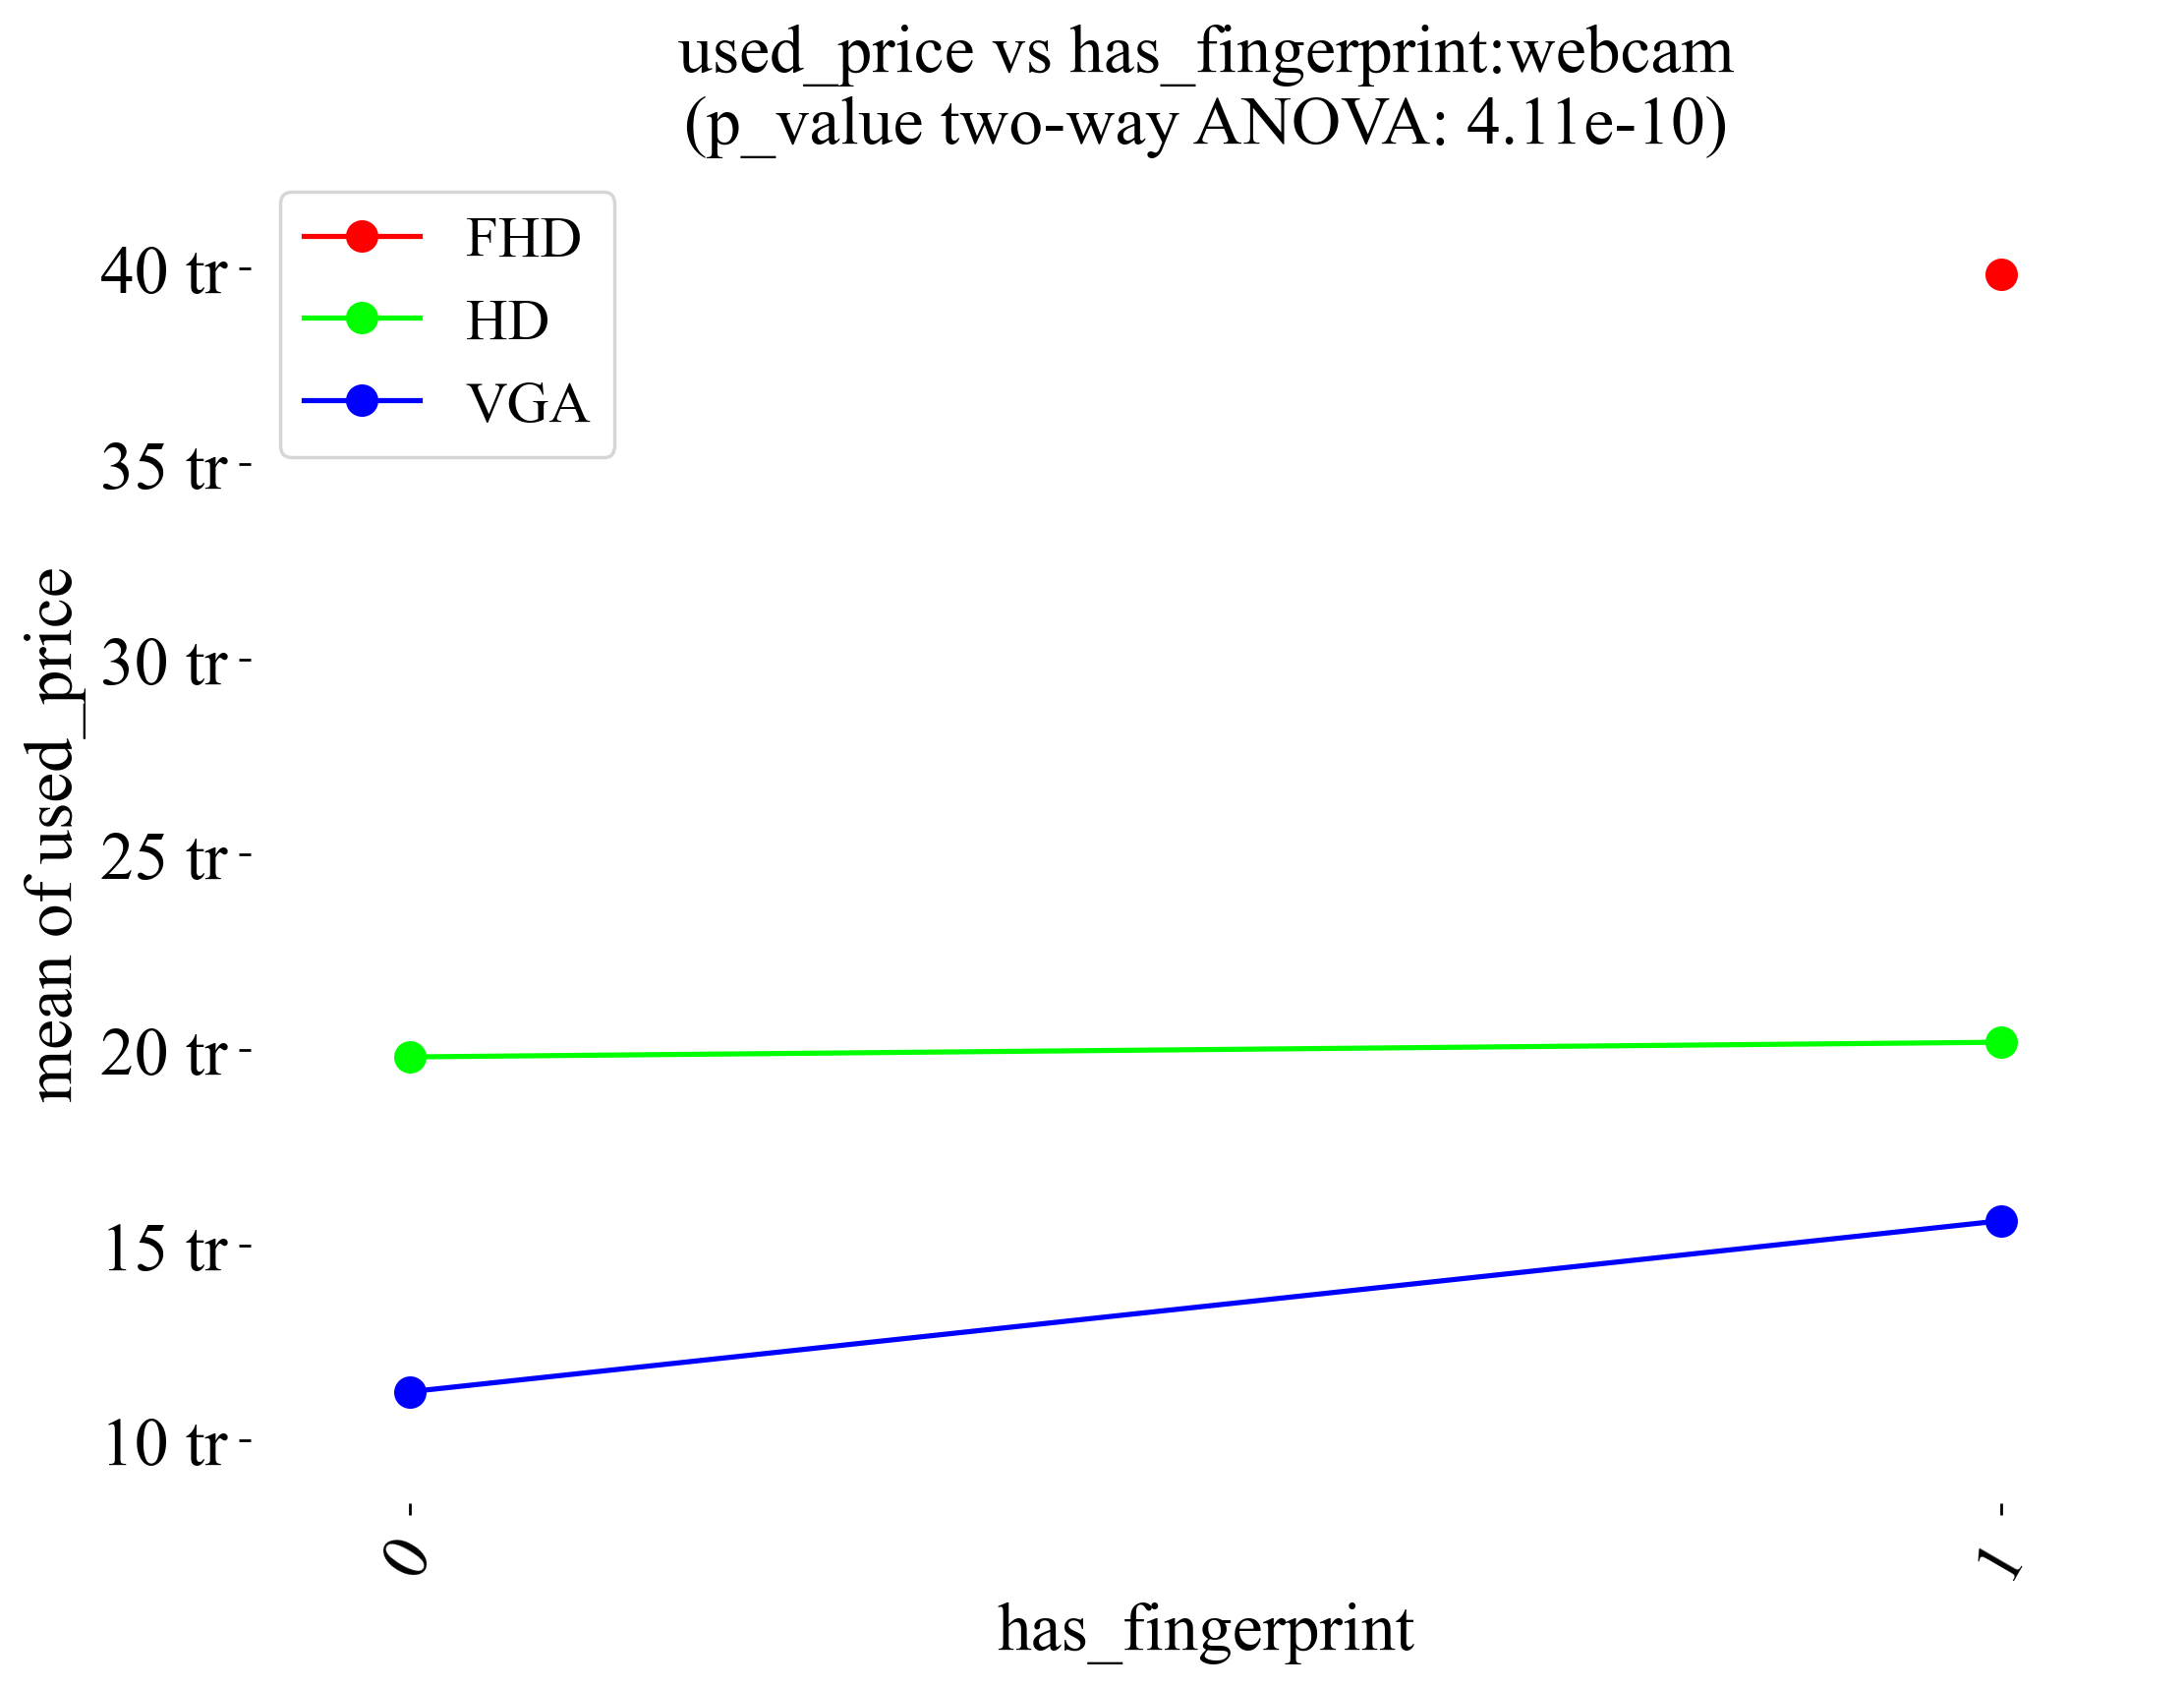 used_price vs has_fingerprint:webcam
(p_value two-way ANOVA: 4.11e-10)
FHD
HD
VGA
40 tr
35 tr
30 tr
25 tr
20 tr
15 tr
10 tr
mean of used_price
0
1
has_fingerprint